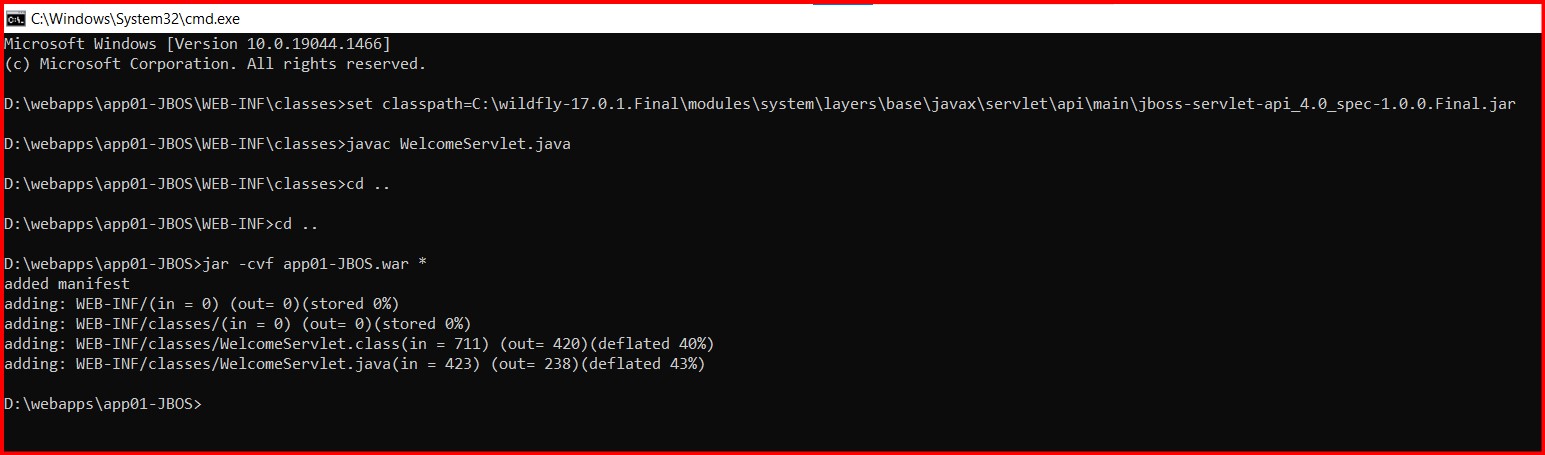 C:\Windows\System32\cmd.exe
Microsoft Windows [Version 10.0.19044.1466]
(c) Microsoft Corporation. All rights reserved.
D:\webapps\app01-JBOS\WEB-INF\classes>set classpath=C:\wildfly-17.0.1.Final\modules\system\layers\base\javax\servlet\api\main\jboss-servlet-api_4.0_spec-1.0.0.Final.jar
D:\webapps\app01-JBOS\WEB-INF\classes>javac WelcomeServlet.java
D:\webapps\app01-JBOS\WEB-INF\classes>cd ..
D:\webapps\app01-JBOS\WEB-INF>cd ..
D:\webapps\app01-JBOS>jar -cvf app01-JBOS.war *
added manifest
adding: WEB-INF/(in = 0) (out= 0)(stored 0%)
adding: WEB-INF/classes/(in = 0) (out= 0)(stored 0%)
adding: WEB-INF/classes/WelcomeServlet.class(in = 711) (out= 420)(deflated 40%)
adding: WEB-INF/classes/WelcomeServlet.java(in = 423) (out= 238)(deflated 43%)
D:\webapps\app01-JBOS>